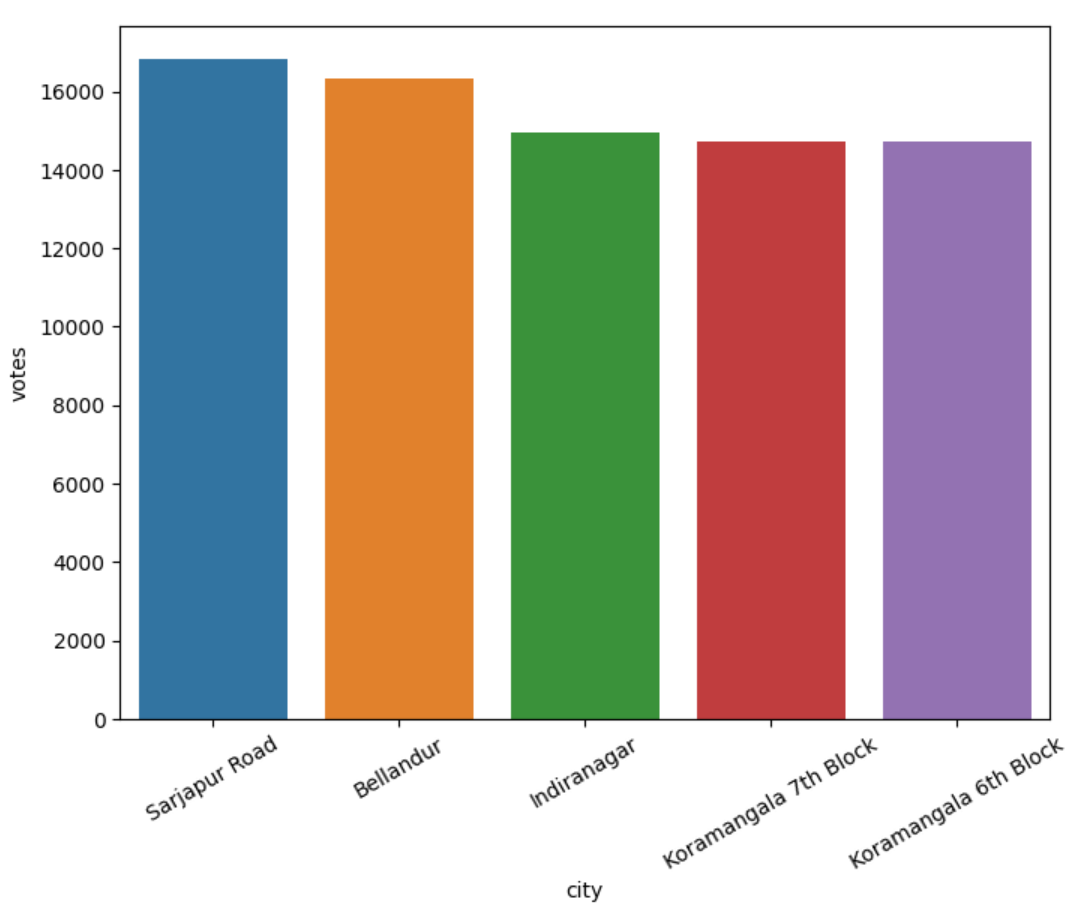 16000
14000
12000
10000
8000
6000
4000
2000
0
votes
Sarjapur Road
Bellandur
Indiranagar
Koramangala 7th Block
Koramangala 6th Block
city